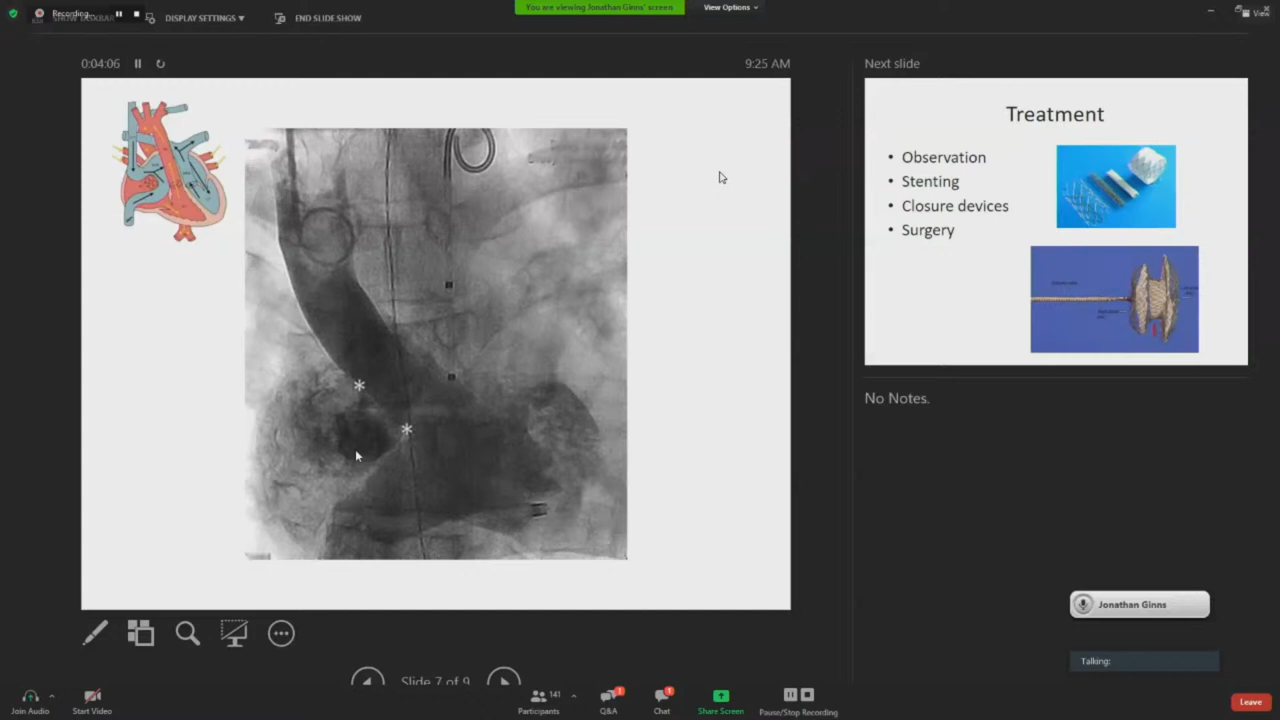 Recording...
DISPLAY SETTINGS ▾
END SLIDE SHOW
You are viewing Jonathan Ginns' screen
View Options
View
0:04:06
9:25 AM
Next slide
Treatment
• Observation
• Stenting
• Closure devices
• Surgery
No Notes.
Jonathan Ginns
Talking:
Slide 7 of 9
Join Audio
Start Video
141
Participants
1
Q&A
Chat
Share Screen
Pause/Stop Recording
Leave